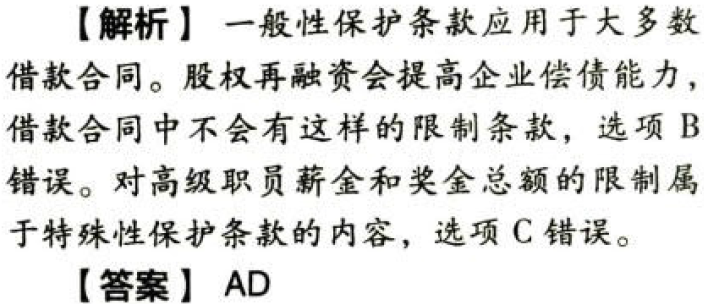 【解析】 一般性保护条款应用于大多数
借款合同。股权再融资会提高企业偿债能力，
借款合同中不会有这样的限制条款，选项 B
错误。对高级职员薪金和奖金总额的限制属
于特殊性保护条款的内容，选项 C 错误。
【答案】 AD